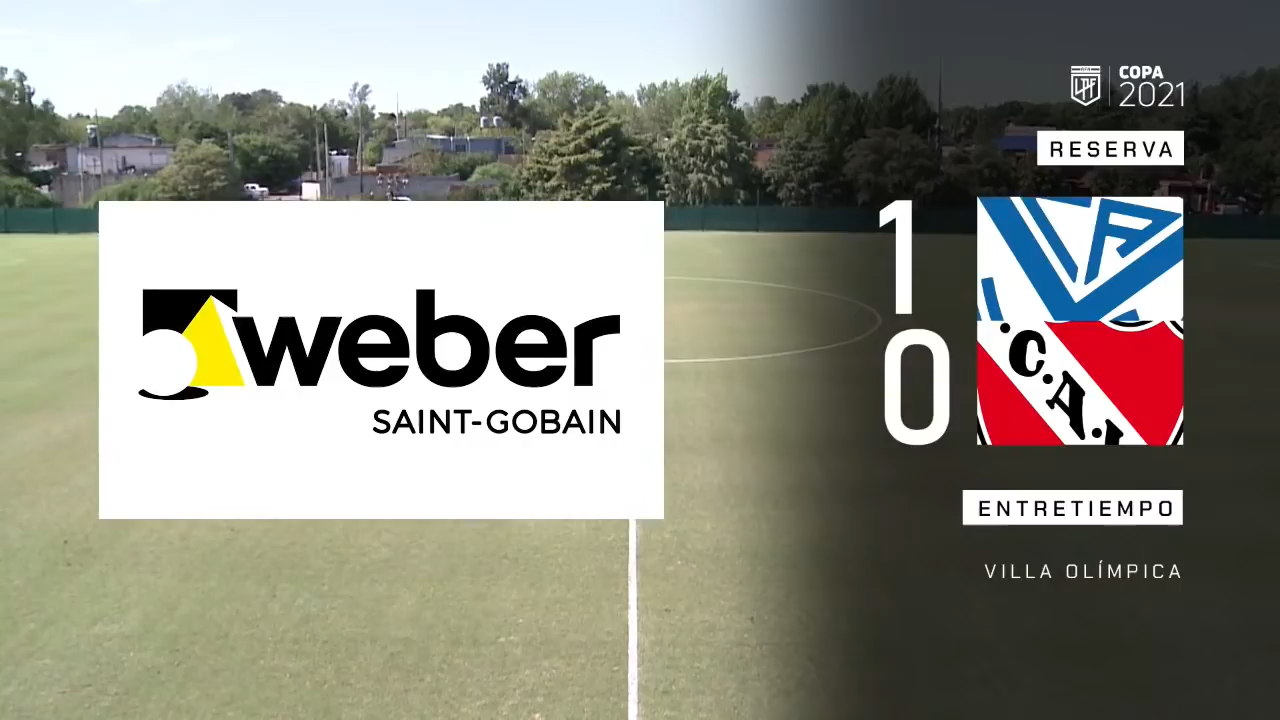 COPA
2021
RESERVA
weber
SAINT-GOBAIN
1
0
C.A.I
ENTRETIEMPO
VILLA OLÍMPICA